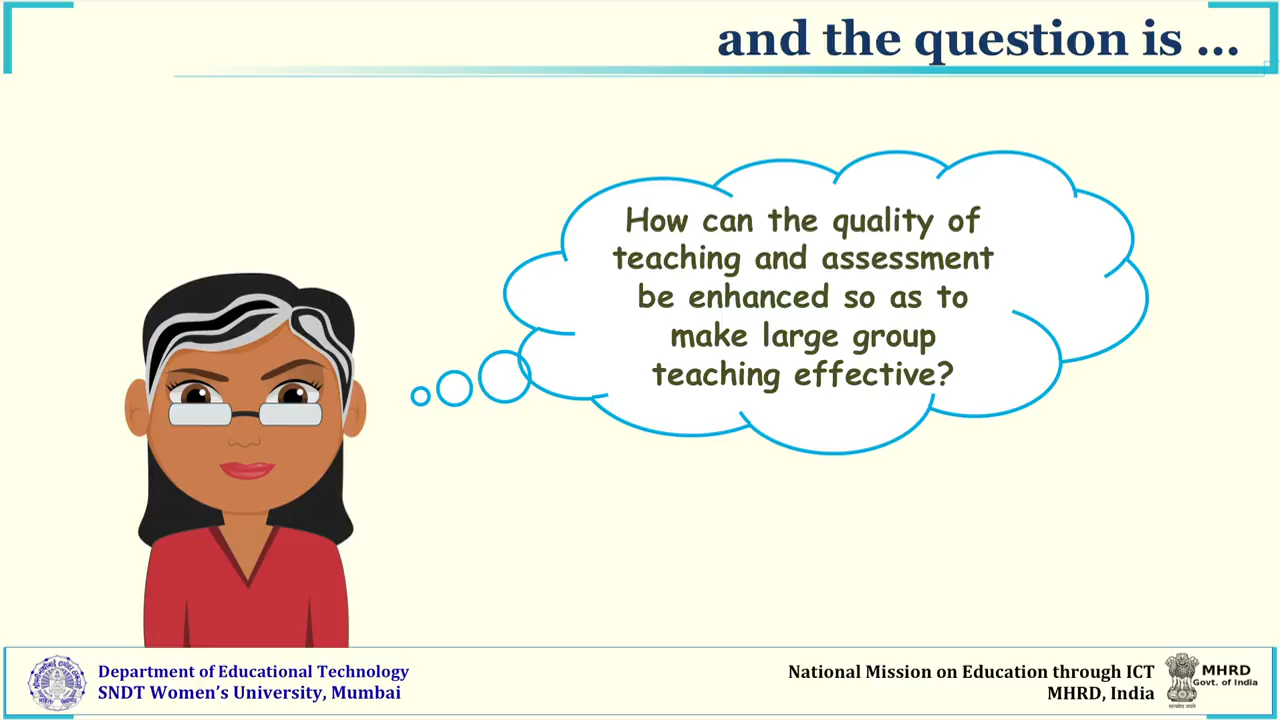 and the question is ...
How can the quality of
teaching and assessment
be enhanced so as to
make large group
teaching effective?
Department of Educational Technology
SNDT Women's University, Mumbai
National Mission on Education through ICT
MHRD, India
MHRD
Govt. of India